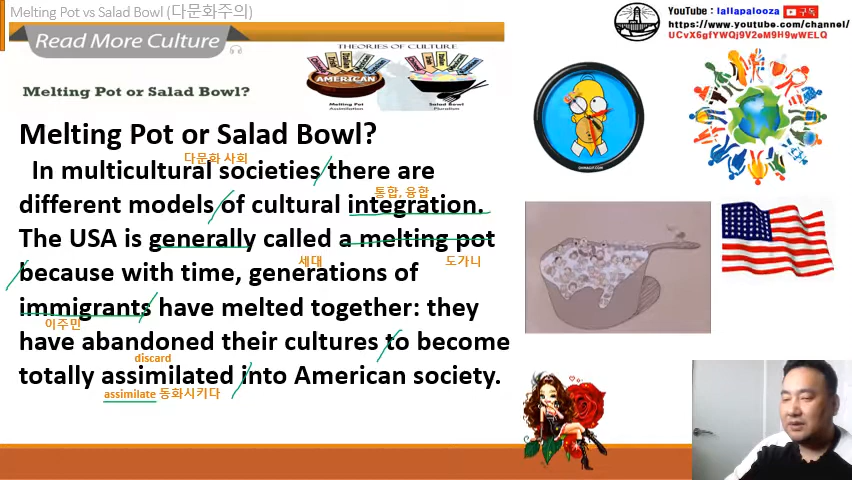 Melting Pot vs Salad Bowl (다문화주의)
YouTube : lallapalooza 구독
https://www.youtube.com/channel/
UCvX6gfYWQj9V2eM9H9wWELQ
Read More Culture
THEORIES OF CULTURE
AMERICAN
Melting Pot
Assimilation
Salad Bowl
Pluralism
Melting Pot or Salad Bowl?
Melting Pot or Salad Bowl?
다문화 사회
In multicultural societies there are
통합, 융합
different models of cultural integration.
The USA is generally called a melting pot
세대
도가니
because with time, generations of
immigrants have melted together: they
이주민
have abandoned their cultures to become
discard
totally assimilated into American society.
assimilate 동화시키다